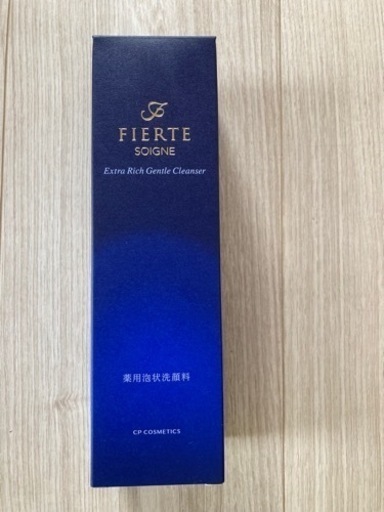 FIERTE
SOIGNE
Extra Rich Gentle Cleanser
薬用泡状洗顔料
CP COSMETICS